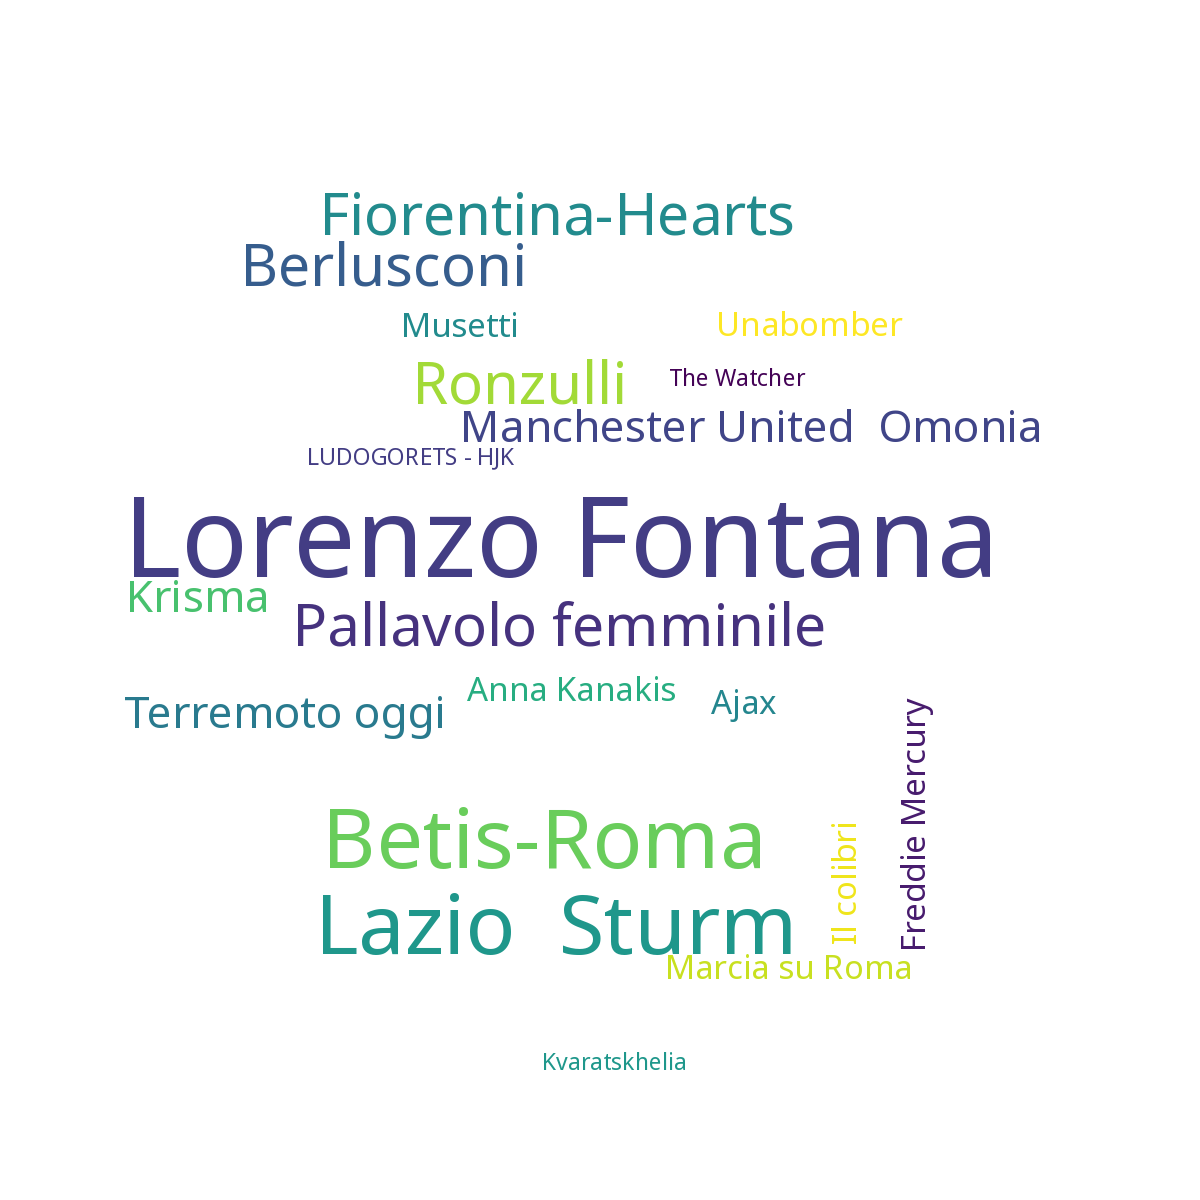 Fiorentina-Hearts
Berlusconi
Musetti
Unabomber
Ronzulli
The Watcher
Manchester United  Omonia
LUDOGORETS - HJK
Lorenzo Fontana
Krisma
Pallavolo femminile
Anna Kanakis
Ajax
Terremoto oggi
Freddie Mercury
Betis-Roma
Il colibri
Lazio  Sturm
Marcia su Roma
Kvaratskhelia